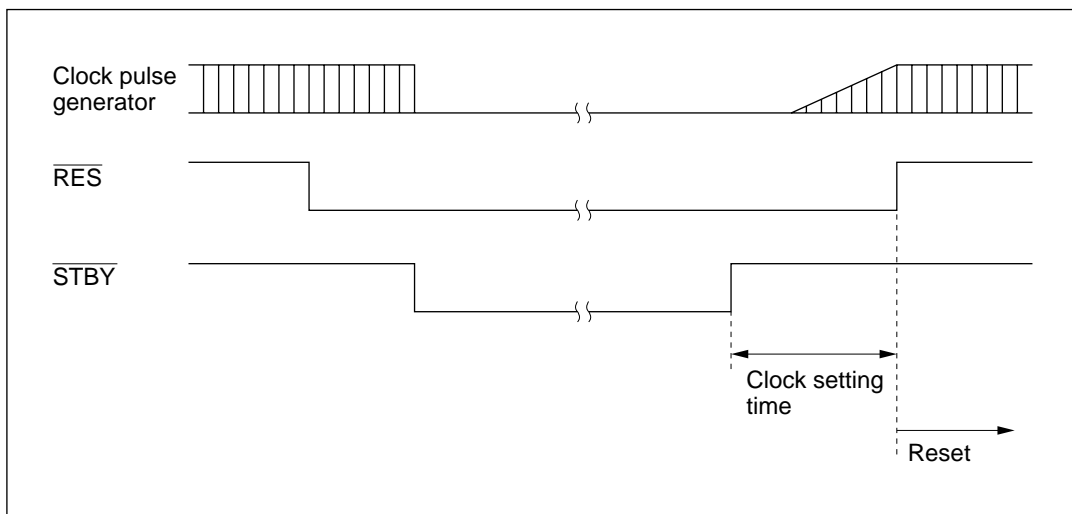 Clock pulse
generator
RES
STBY
Clock setting
time
Reset